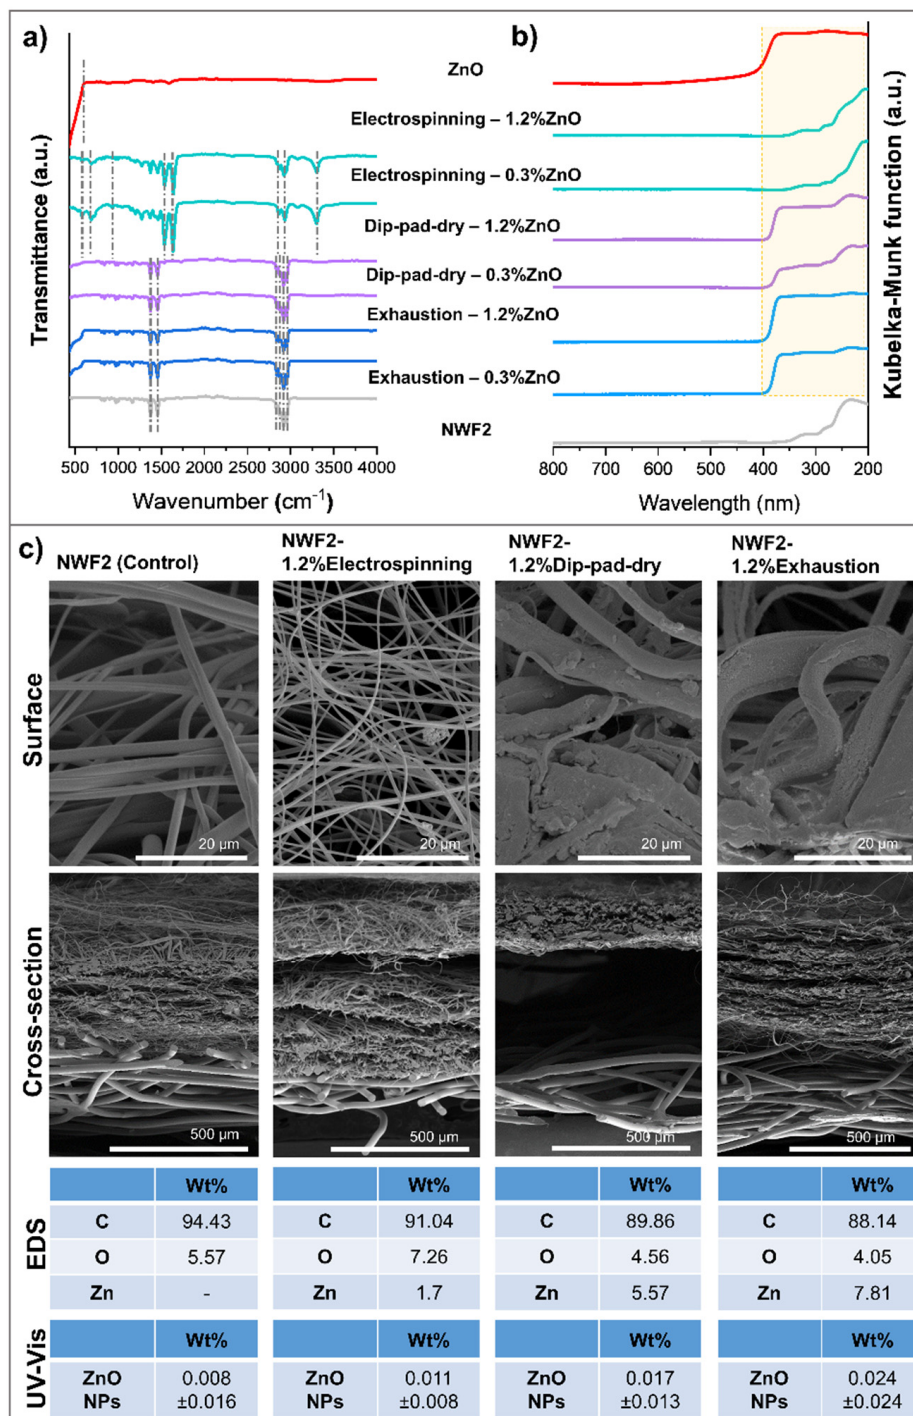 a)
b)
ZnO
Electrospinning – 1.2%ZnO
Electrospinning – 0.3%ZnO
Dip-pad-dry – 1.2%ZnO
Dip-pad-dry – 0.3%ZnO
Exhaustion – 1.2%ZnO
Exhaustion – 0.3%ZnO
NWF2
Transmittance (a.u.)
Kubelka-Munk function (a.u.)
500 1000 1500 2000 2500 3000 3500 4000
Wavenumber (cm⁻¹)
800 700 600 500 400 300 200
Wavelength (nm)
c)
NWF2 (Control)
NWF2-
1.2%Electrospinning
NWF2-
1.2%Dip-pad-dry
NWF2-
1.2%Exhaustion
Surface
20 µm
20 µm
20 µm
20 µm
Cross-section
500 µm
500 µm
500 µm
500 µm
EDS
Wt% Wt% Wt% Wt%
C 94.43 C 91.04 C 89.86 C 88.14
O 5.57 O 7.26 O 4.56 O 4.05
Zn - Zn 1.7 Zn 5.57 Zn 7.81
UV-Vis
Wt% Wt% Wt% Wt%
ZnO 0.008 ZnO 0.011 ZnO 0.017 ZnO 0.024
NPs ±0.016 NPs ±0.008 NPs ±0.013 NPs ±0.024